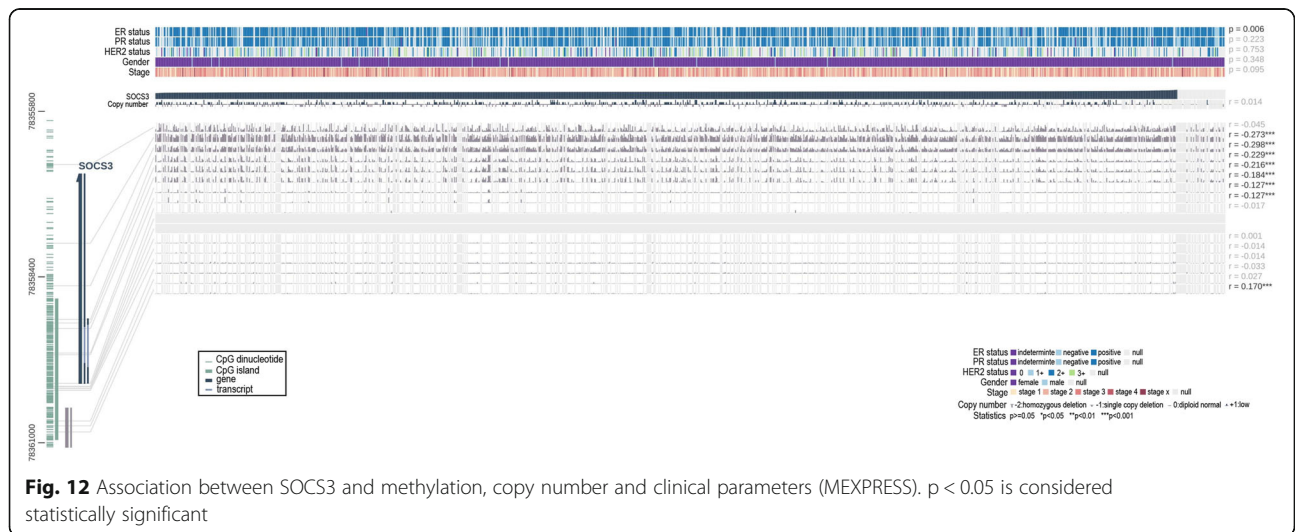 ER status
p = 0.006
PR status
p = 0.223
HER2 status
p = 0.753
Gender
p = 0.348
Stage
p = 0.095
SOCS3
Copy number
r = 0.014
r = -0.045
r = -0.273***
r = -0.298***
r = -0.229***
r = -0.216***
r = -0.184***
r = -0.127***
r = -0.127***
r = -0.017
r = 0.001
r = -0.014
r = -0.014
r = -0.033
r = 0.027
r = 0.170***
78355800
SOCS3
78358400
78361000
CpG dinucleotide
CpG island
gene
transcript
ER status indeterminte negative positive null
PR status indeterminte negative positive null
HER2 status 0 1+ 2+ 3+ null
Gender female male null
Stage stage 1 stage 2 stage 3 stage 4 stage x null
Copy number -2:homozygous deletion -1:single copy deletion 0:diploid normal +1:low
Statistics p>=0.05 *p<0.05 **p<0.01 ***p<0.001
Fig. 12 Association between SOCS3 and methylation, copy number and clinical parameters (MEXPRESS). p < 0.05 is considered
statistically significant